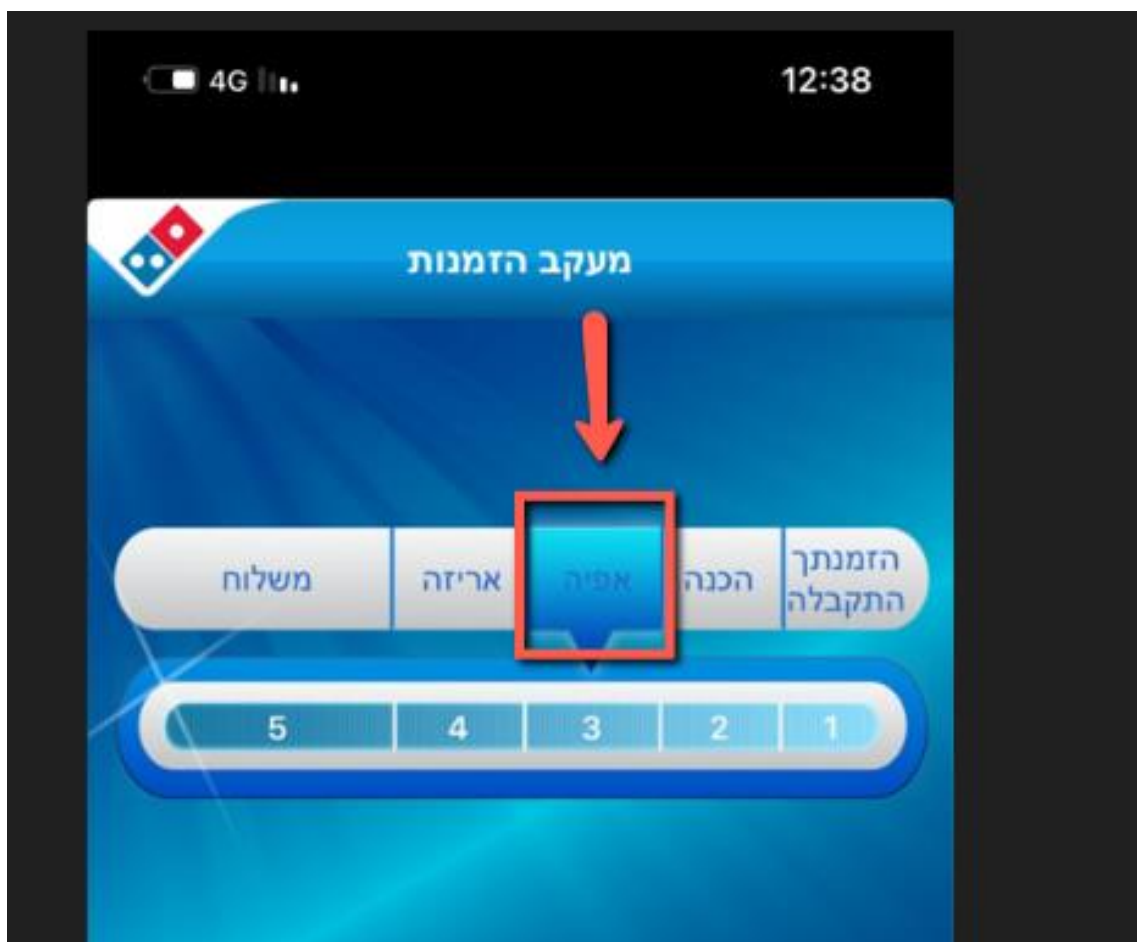 4G 12:38
מעקב הזמנות
הזמנתך
התקבלה
הכנה
אפיה
אריזה
משלוח
1 2 3 4 5